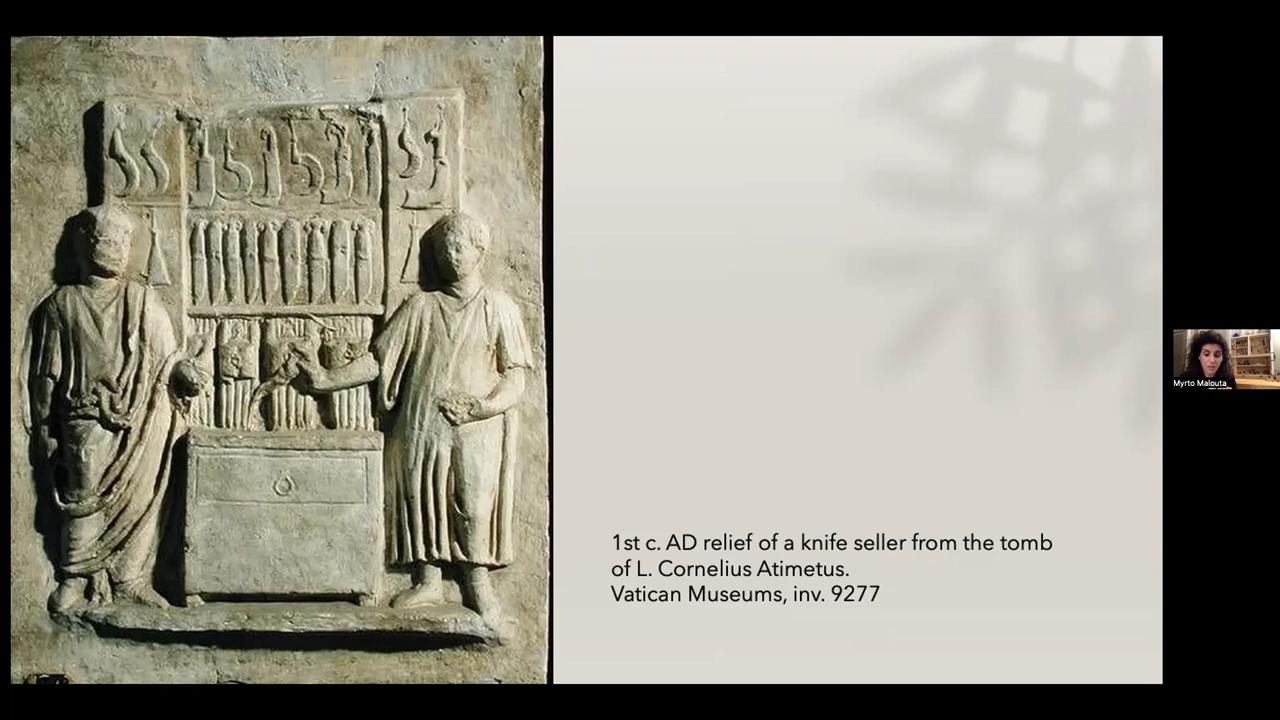 1st c. AD relief of a knife seller from the tomb
of L. Cornelius Atimetus.
Vatican Museums, inv. 9277
Myrto Malouta